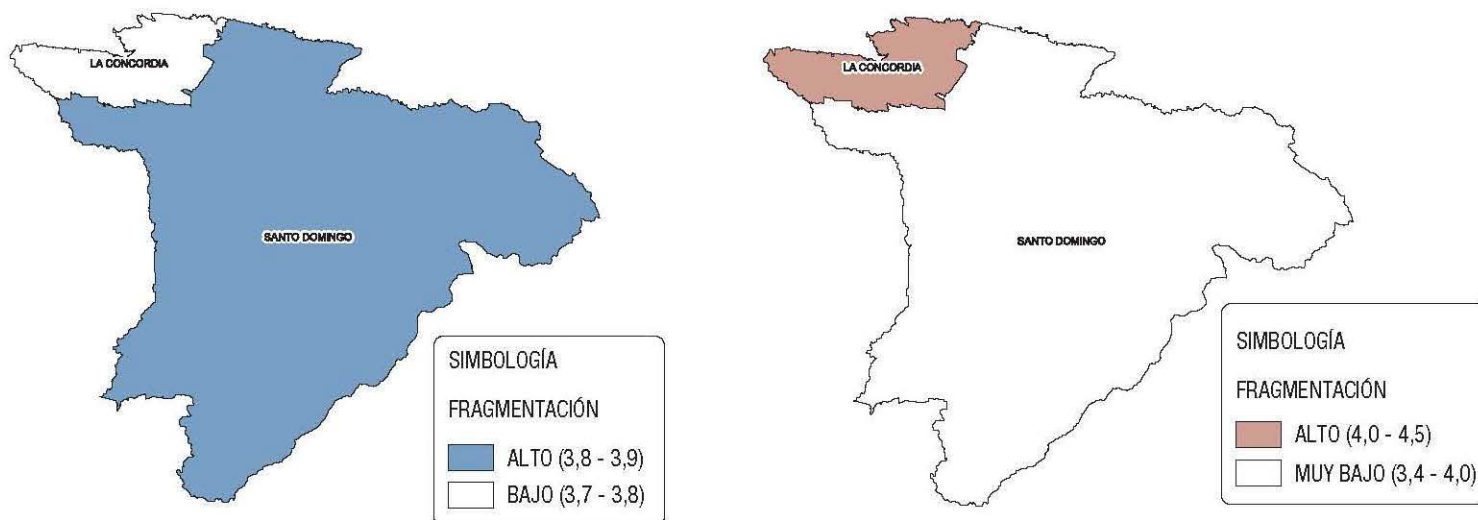 LA CONCORDIA
SANTO DOMINGO
SIMBOLOGÍA
FRAGMENTACIÓN
ALTO (3,8 - 3,9)
BAJO (3,7 - 3,8)
LA CONCORDIA
SANTO DOMINGO
SIMBOLOGÍA
FRAGMENTACIÓN
ALTO (4,0 - 4,5)
MUY BAJO (3,4 - 4,0)